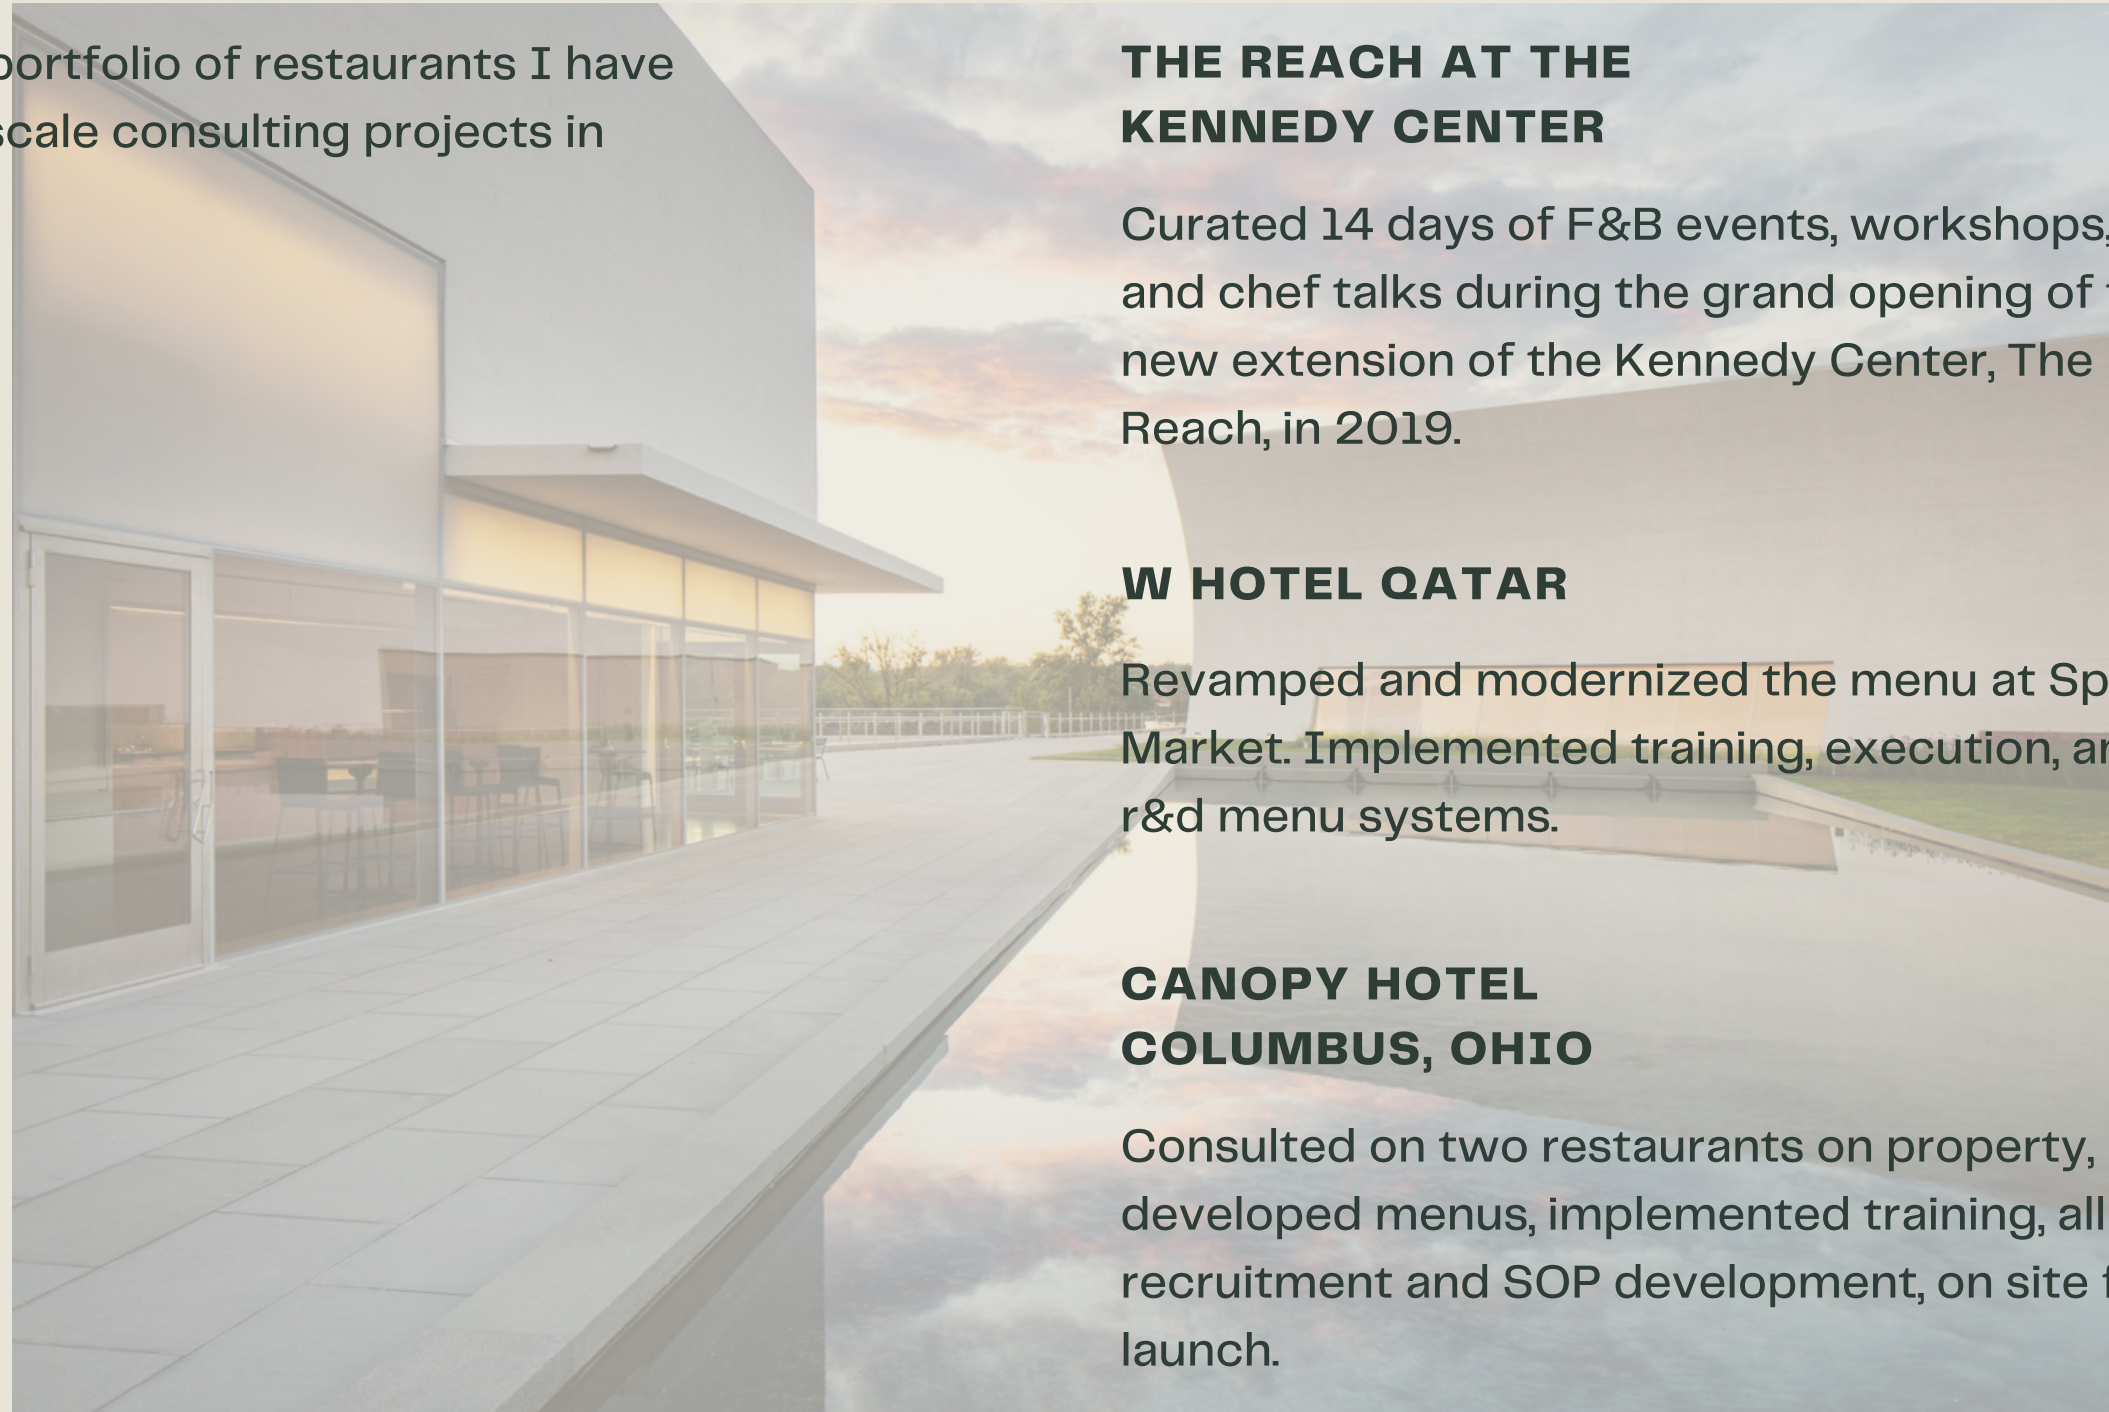 portfolio of restaurants I have
scale consulting projects in
THE REACH AT THE
KENNEDY CENTER
Curated 14 days of F&B events, workshops,
and chef talks during the grand opening of
new extension of the Kennedy Center, The
Reach, in 2019.
W HOTEL QATAR
Revamped and modernized the menu at
Market. Implemented training, execution,
r&d menu systems.
CANOPY HOTEL
COLUMBUS, OHIO
Consulted on two restaurants on property,
developed menus, implemented training, all
recruitment and SOP development, on site
launch.